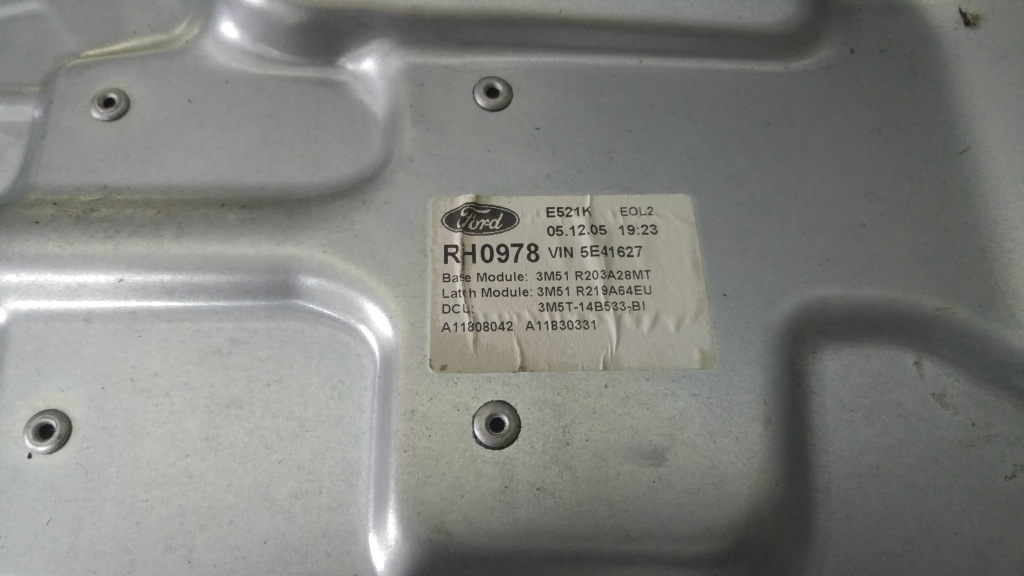 Ford
E521K EOL2
05.12.05 19:23
RH0978 VIN 5E41627
Base Module: 3M51 R203A28MT
Latch Module: 3M51 R219A64EU
DCU: 3M5T-14B533-BI
A11808042 A11830331